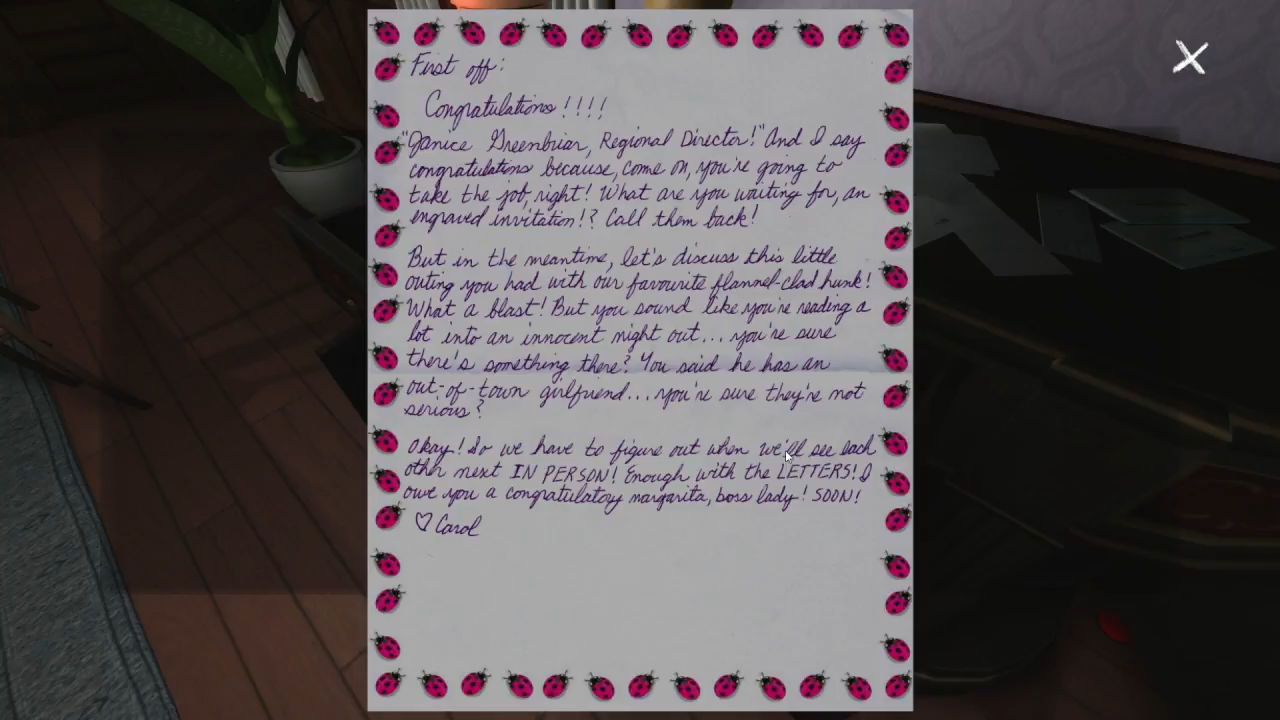 First off:
Congratulations!!!!
"Janice Greenbriar, Regional Director!" And I say
congratulations because, come on, you're going to
take the job, right! What are you waiting for, an
engraved invitation!? Call them back!
But in the meantime, let's discuss this little
outing you had with our favourite flannel-clad hunk!
What a blast! But you sound like you're reading a
lot into an innocent night out... you're sure
there's something there? You said he has an
out-of-town girlfriend... you're sure they're not
serious?
Okay! So we have to figure out when we'll see each
other next IN PERSON! Enough with the LETTERS! I
owe you a congratulatory margarita, boss lady! SOON!
♡ Carol